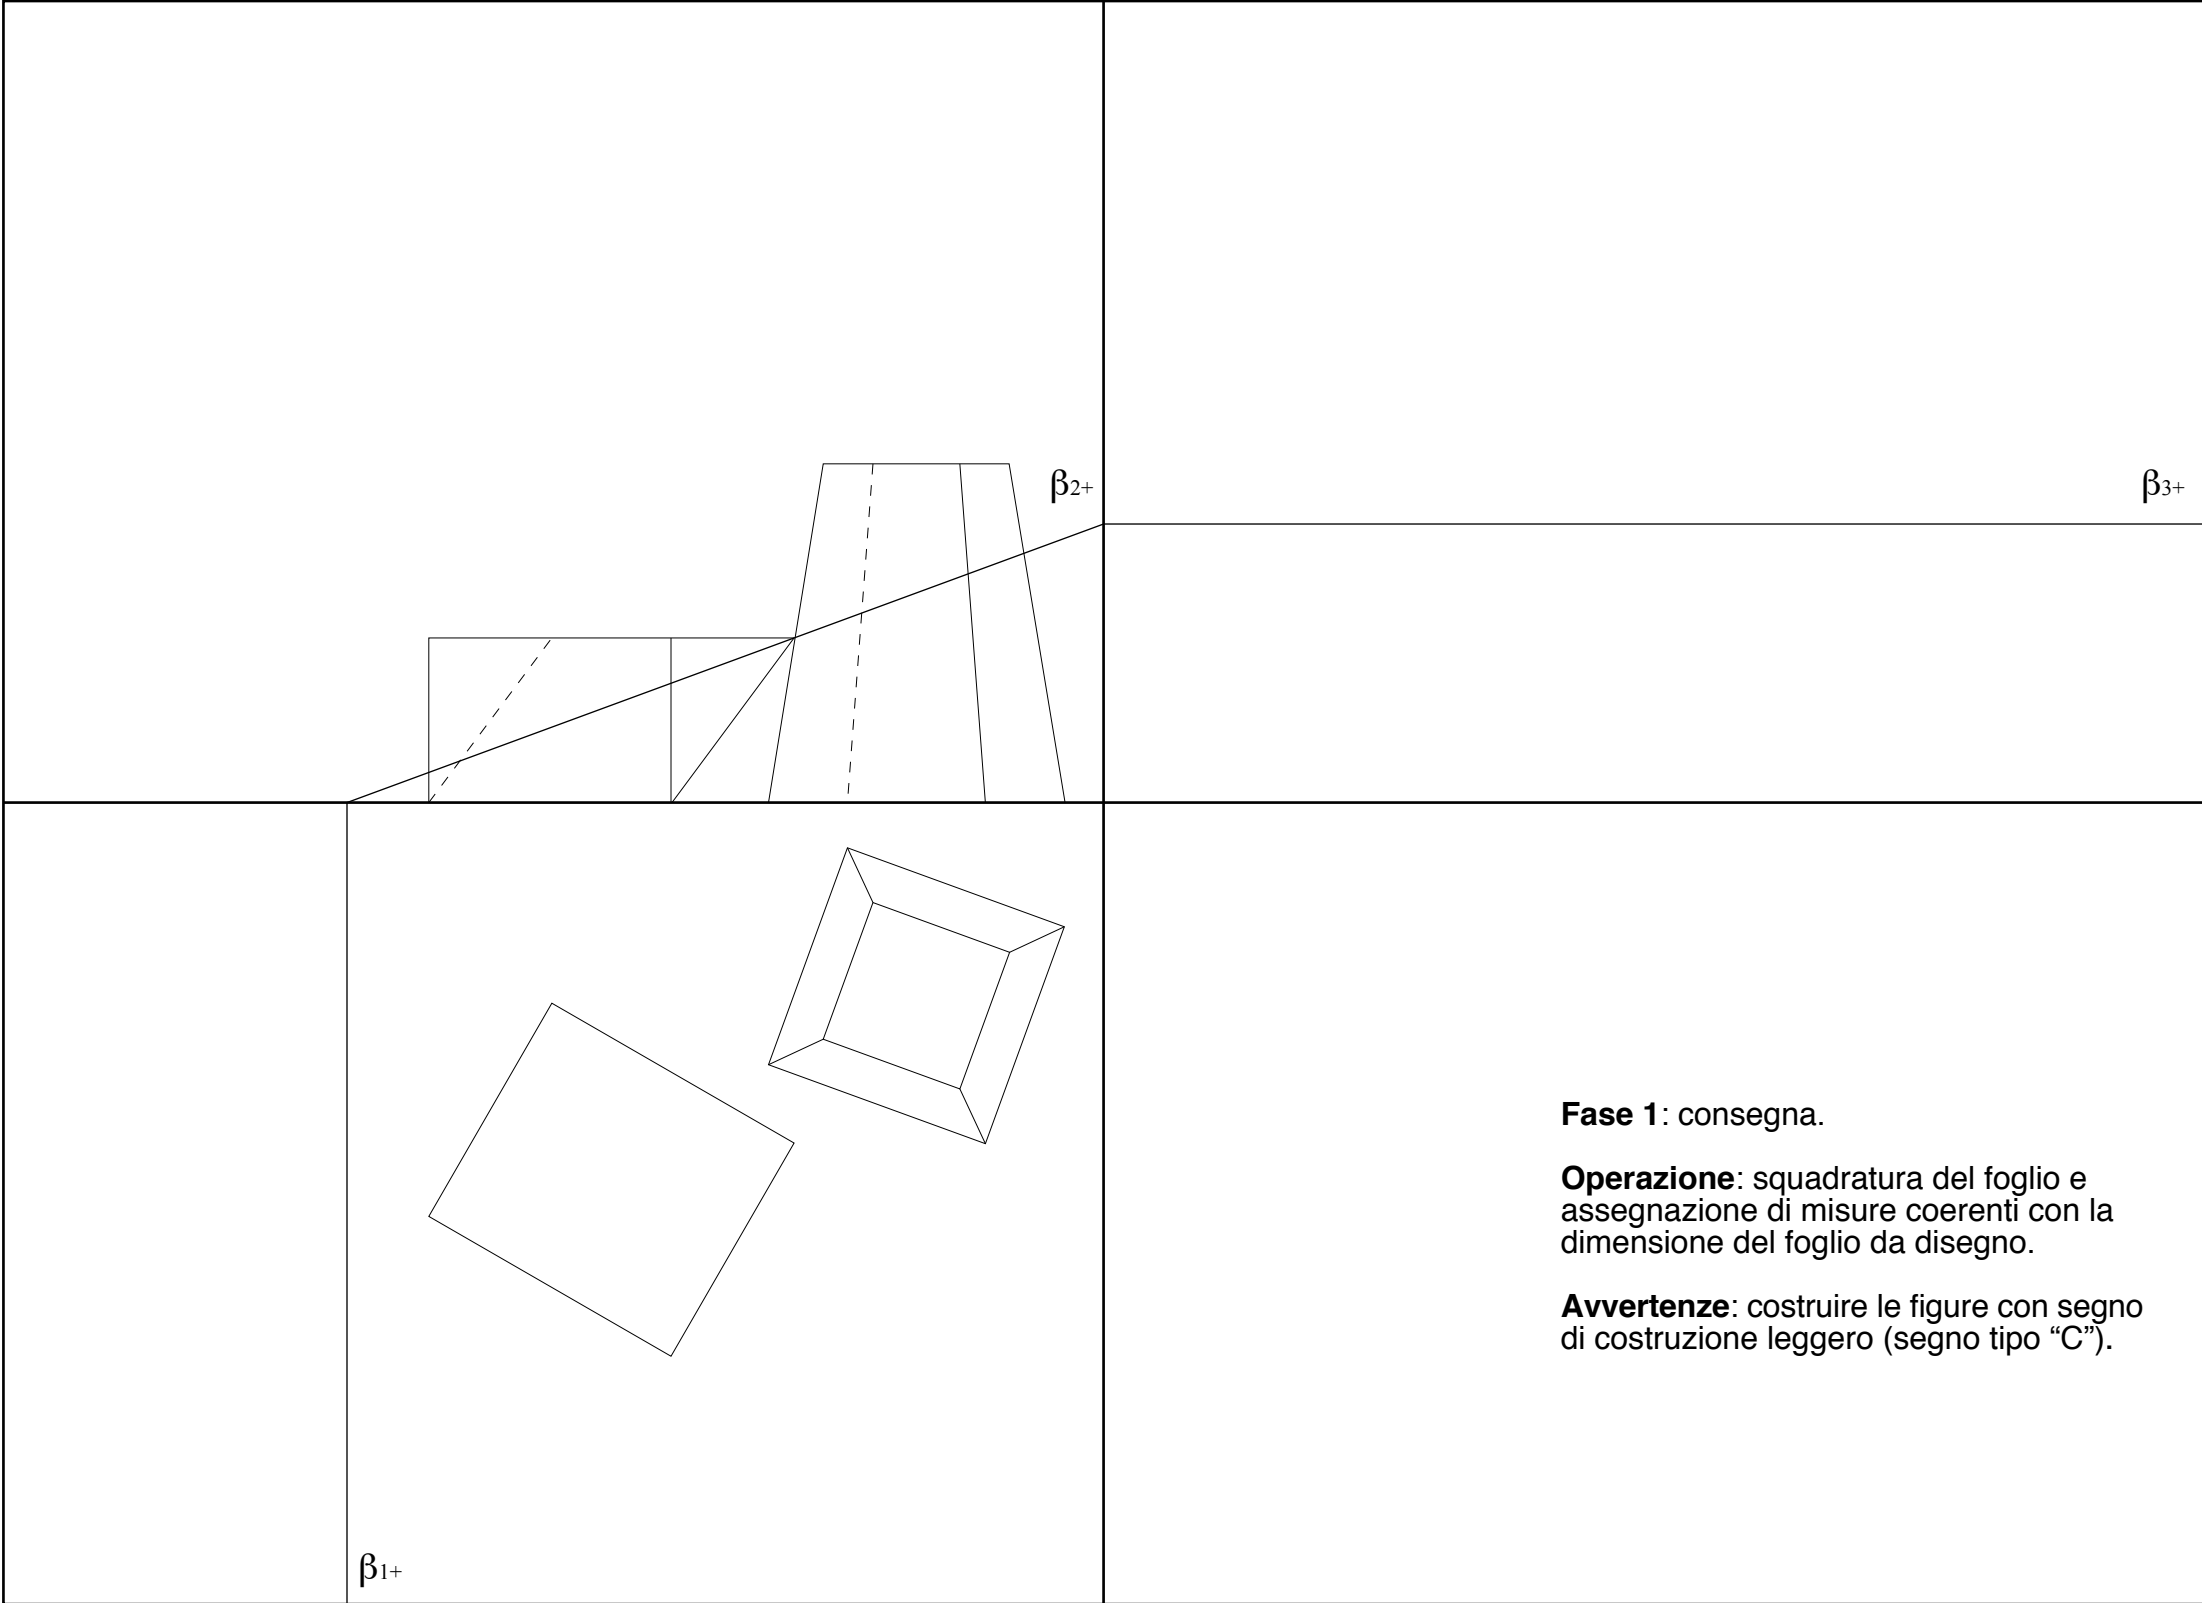 β2+
β3+
Fase 1: consegna.
Operazione: squadratura del foglio e
assegnazione di misure coerenti con la
dimensione del foglio da disegno.
Avvertenze: costruire le figure con segno
di costruzione leggero (segno tipo “C”).
β1+